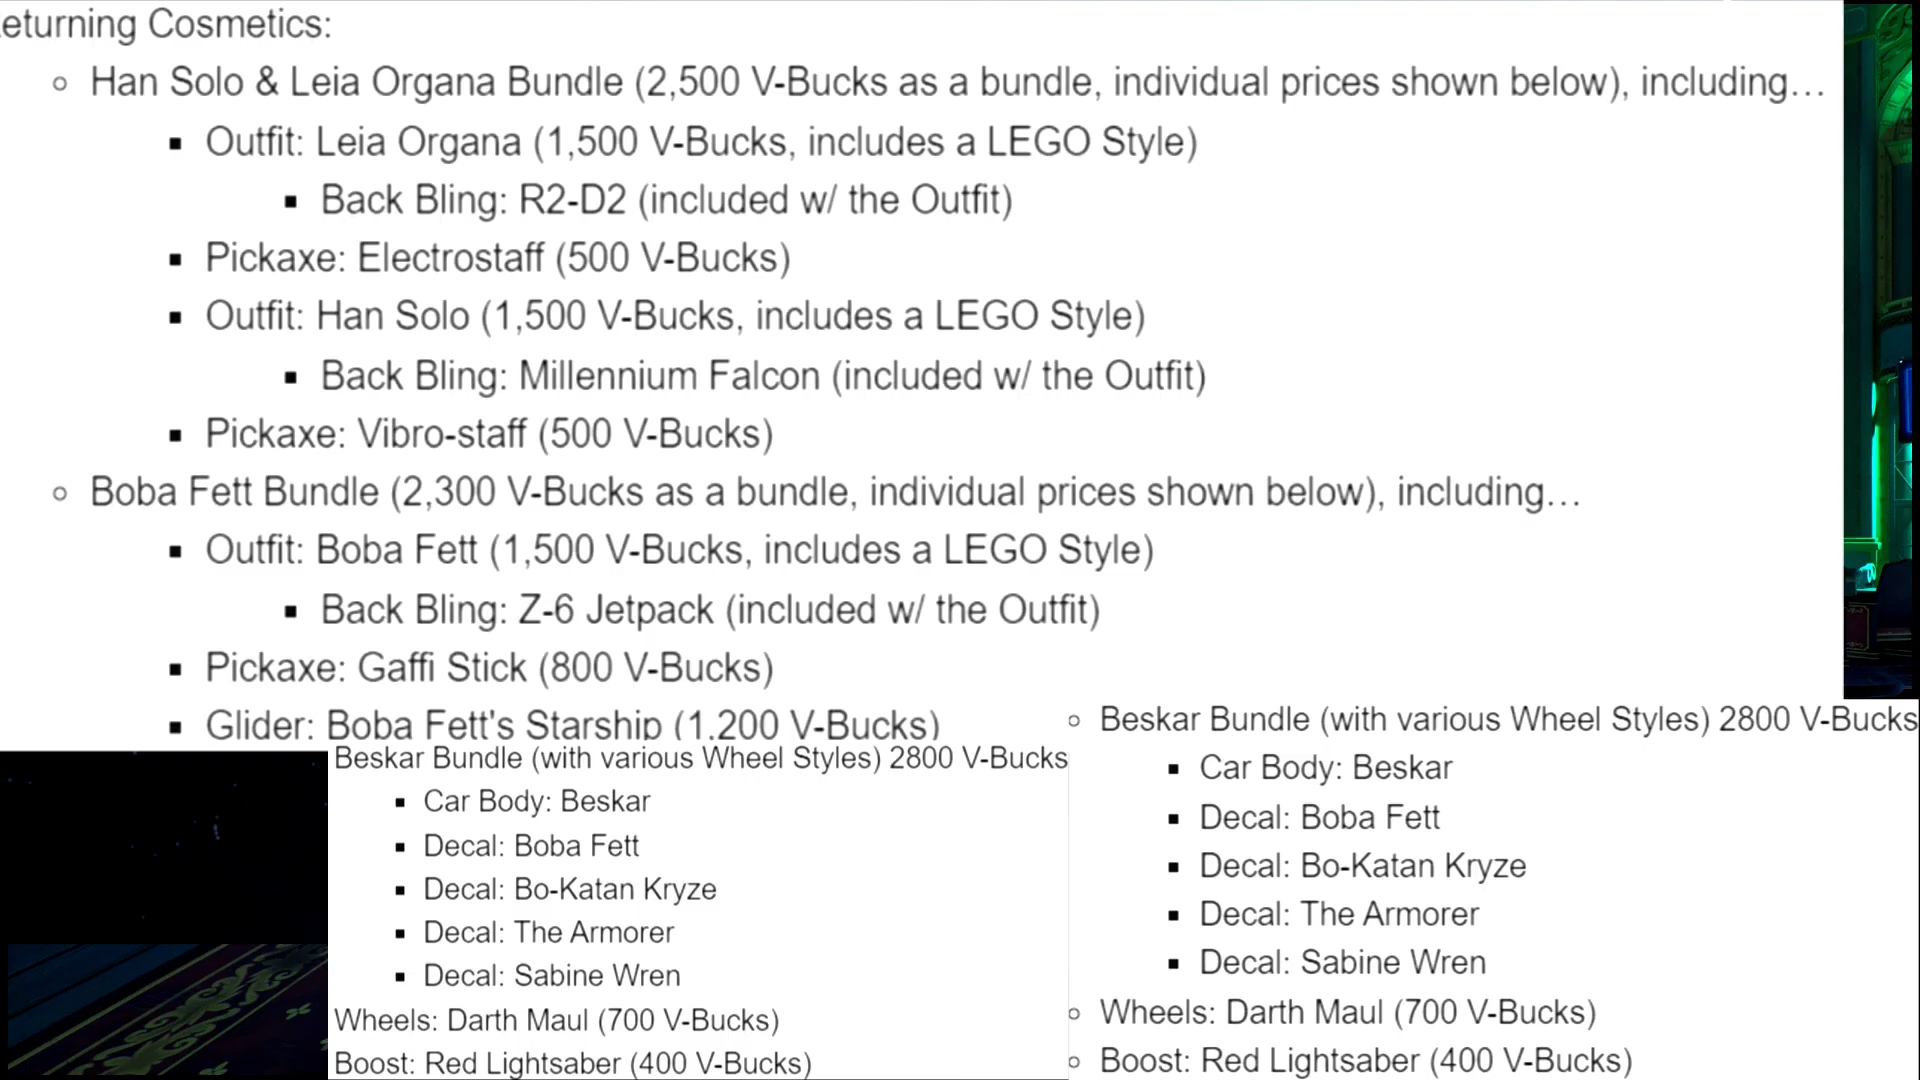 eturning Cosmetics:
○ Han Solo & Leia Organa Bundle (2,500 V-Bucks as a bundle, individual prices shown below), including…
▪ Outfit: Leia Organa (1,500 V-Bucks, includes a LEGO Style)
▪ Back Bling: R2-D2 (included w/ the Outfit)
▪ Pickaxe: Electrostaff (500 V-Bucks)
▪ Outfit: Han Solo (1,500 V-Bucks, includes a LEGO Style)
▪ Back Bling: Millennium Falcon (included w/ the Outfit)
▪ Pickaxe: Vibro-staff (500 V-Bucks)
○ Boba Fett Bundle (2,300 V-Bucks as a bundle, individual prices shown below), including…
▪ Outfit: Boba Fett (1,500 V-Bucks, includes a LEGO Style)
▪ Back Bling: Z-6 Jetpack (included w/ the Outfit)
▪ Pickaxe: Gaffi Stick (800 V-Bucks)
▪ Glider: Boba Fett's Starship (1,200 V-Bucks)
Beskar Bundle (with various Wheel Styles) 2800 V-Bucks
▪ Car Body: Beskar
▪ Decal: Boba Fett
▪ Decal: Bo-Katan Kryze
▪ Decal: The Armorer
▪ Decal: Sabine Wren
Wheels: Darth Maul (700 V-Bucks)
Boost: Red Lightsaber (400 V-Bucks)
○ Beskar Bundle (with various Wheel Styles) 2800 V-Bucks
▪ Car Body: Beskar
▪ Decal: Boba Fett
▪ Decal: Bo-Katan Kryze
▪ Decal: The Armorer
▪ Decal: Sabine Wren
○ Wheels: Darth Maul (700 V-Bucks)
○ Boost: Red Lightsaber (400 V-Bucks)